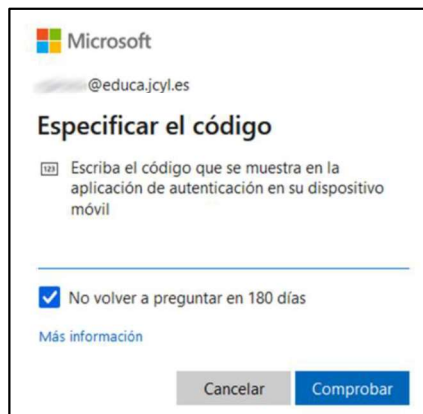 Microsoft
@educa.jcyl.es
Especificar el código
123
Escriba el código que se muestra en la
aplicación de autenticación en su dispositivo
móvil
No volver a preguntar en 180 días
Más información
Cancelar
Comprobar